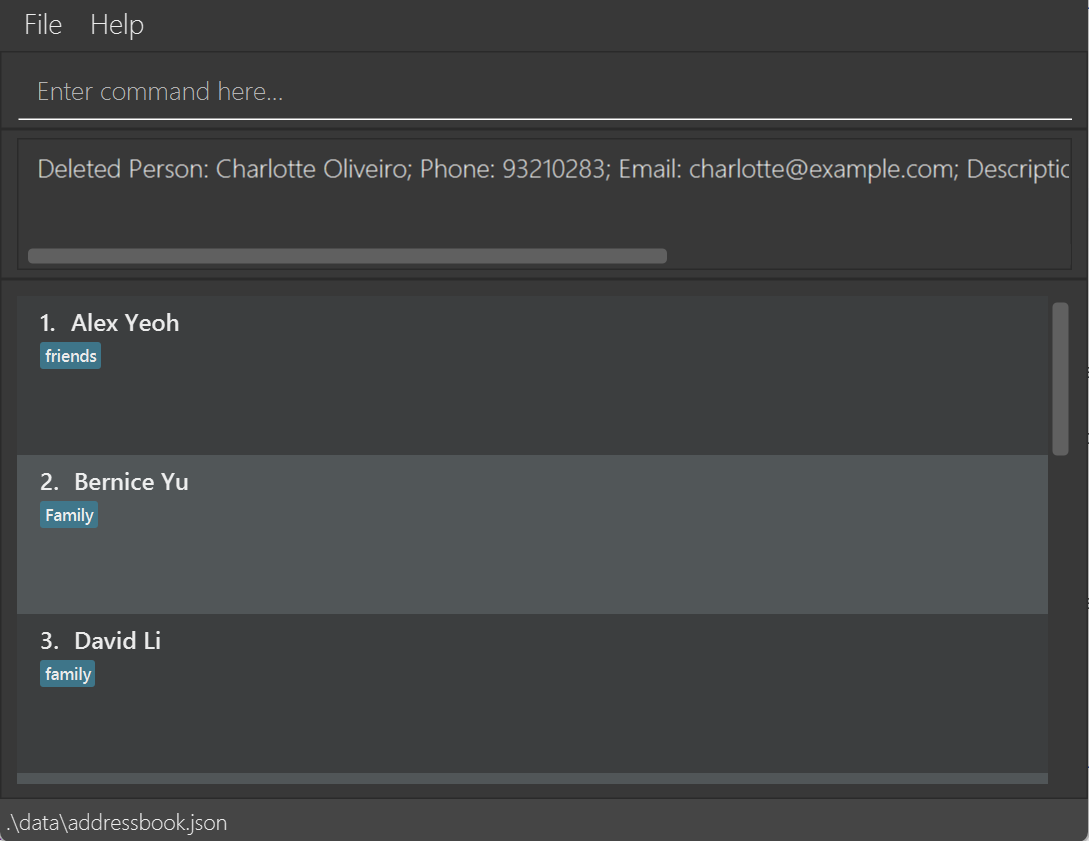 File Help
Enter command here...
Deleted Person: Charlotte Oliveiro; Phone: 93210283; Email: charlotte@example.com;
1. Alex Yeoh
friends
2. Bernice Yu
Family
3. David Li
family
.\data\addressbook.json